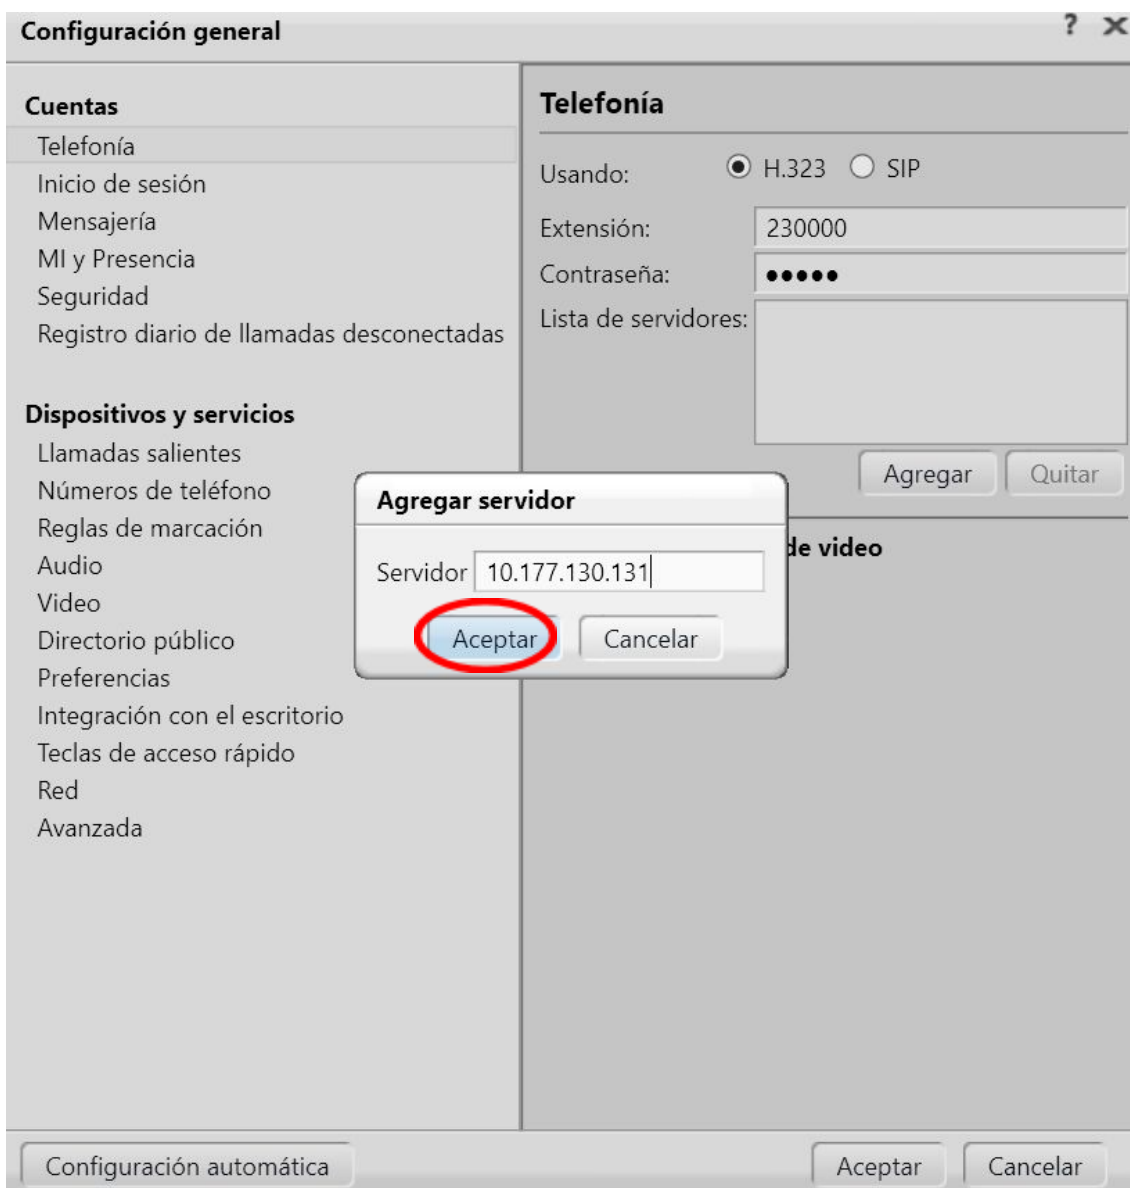 Configuración general
? X
Cuentas
Telefonía
Inicio de sesión
Mensajería
MI y Presencia
Seguridad
Registro diario de llamadas desconectadas
Dispositivos y servicios
Llamadas salientes
Números de teléfono
Reglas de marcación
Audio
Video
Directorio público
Preferencias
Integración con el escritorio
Teclas de acceso rápido
Red
Avanzada
Telefonía
Usando: H.323 SIP
Extensión: 230000
Contraseña: •••••
Lista de servidores:
Agregar Quitar
de video
Agregar servidor
Servidor 10.177.130.131
Aceptar Cancelar
Configuración automática Aceptar Cancelar